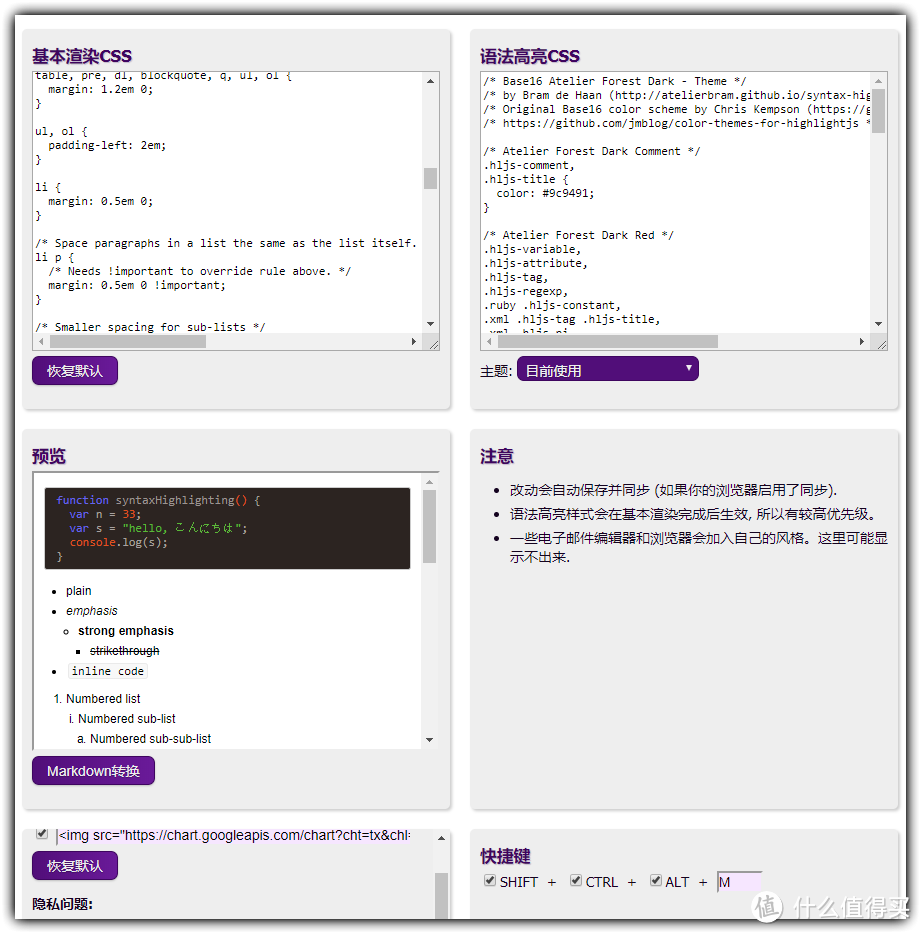 基本渲染CSS
table, pre, dl, blockquote, q, ul, ol {
  margin: 1.2em 0;
}
ul, ol {
  padding-left: 2em;
}
li {
  margin: 0.5em 0;
}
/* Space paragraphs in a list the same as the list itself.
li p {
  /* Needs !important to override rule above. */
  margin: 0.5em 0 !important;
}
/* Smaller spacing for sub-lists */
恢复默认
语法高亮CSS
/* Base16 Atelier Forest Dark - Theme */
/* by Bram de Haan (http://atelierbram.github.io/syntax-hig
/* Original Base16 color scheme by Chris Kempson (https://g
/* https://github.com/jmblog/color-themes-for-highlightjs *
/* Atelier Forest Dark Comment */
.hljs-comment,
.hljs-title {
  color: #9c9491;
}
/* Atelier Forest Dark Red */
.hljs-variable,
.hljs-attribute,
.hljs-tag,
.hljs-regexp,
.ruby .hljs-constant,
.xml .hljs-tag .hljs-title,
.xml .hljs-pi
主题: 目前使用
预览
function syntaxHighlighting() {
  var n = 33;
  var s = "hello, こんにちは";
  console.log(s);
}
• plain
• emphasis
◦ strong emphasis
▪ strikethrough
• inline code
1. Numbered list
i. Numbered sub-list
a. Numbered sub-sub-list
Markdown转换
注意
• 改动会自动保存并同步 (如果你的浏览器启用了同步).
• 语法高亮样式会在基本渲染完成后生效, 所以有较高优先级。
• 一些电子邮件编辑器和浏览器会加入自己的风格。这里可能显
示不出来.
<img src="https://chart.googleapis.com/chart?cht=tx&chl=
恢复默认
隐私问题:
快捷键
SHIFT + CTRL + ALT + M
值 什么值得买